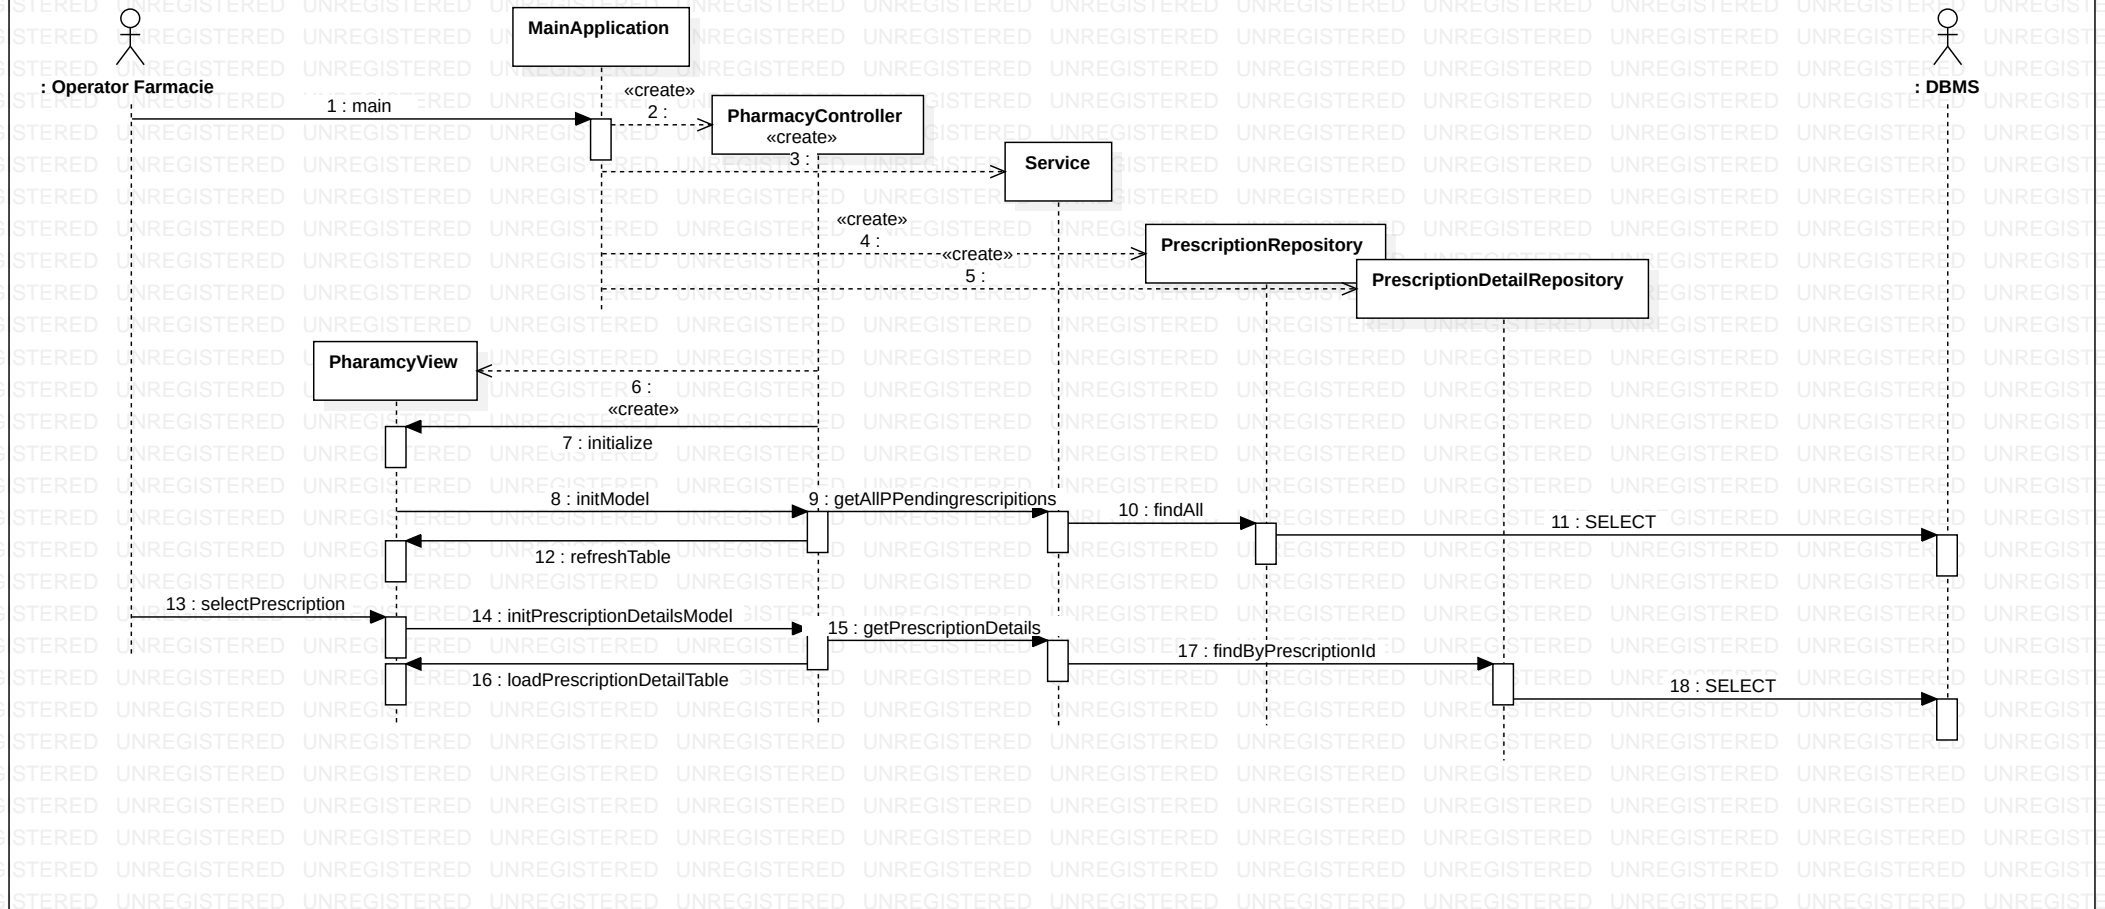 MainApplication
: Operator Farmacie
: DBMS
1 : main
«create»
2 :
PharmacyController
«create»
3 :
Service
«create»
4 :
PrescriptionRepository
«create»
5 :
PrescriptionDetailRepository
PharamcyView
6 :
«create»
7 : initialize
8 : initModel
9 : getAllPPendingrescripitions
10 : findAll
11 : SELECT
12 : refreshTable
13 : selectPrescription
14 : initPrescriptionDetailsModel
15 : getPrescriptionDetails
17 : findByPrescriptionId
16 : loadPrescriptionDetailTable
18 : SELECT
UNREGISTERED